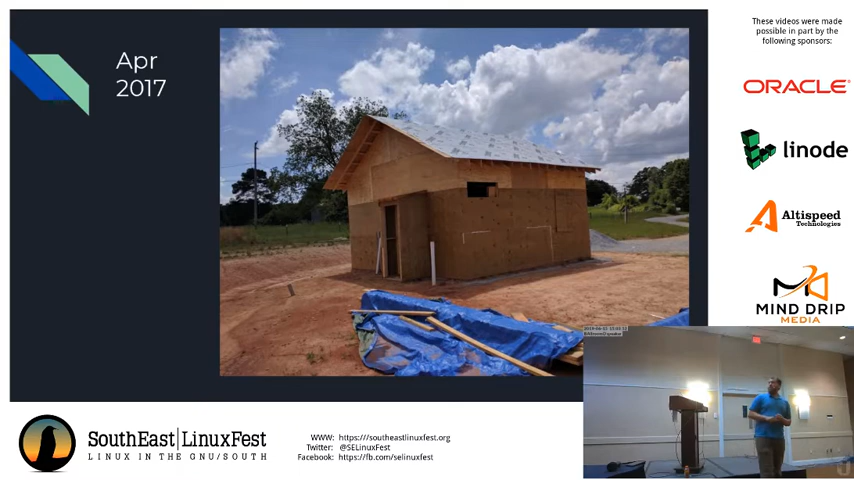 Apr
2017
These videos were made
possible in part by the
following sponsors:
ORACLE
linode
Altispeed
Technologies
MIND DRIP
MEDIA
SouthEast|LinuxFest
LINUX IN THE GNU/SOUTH
WWW: https:///southeastlinuxfest.org
Twitter: @SELinuxFest
Facebook: https://fb.com/selinuxfest